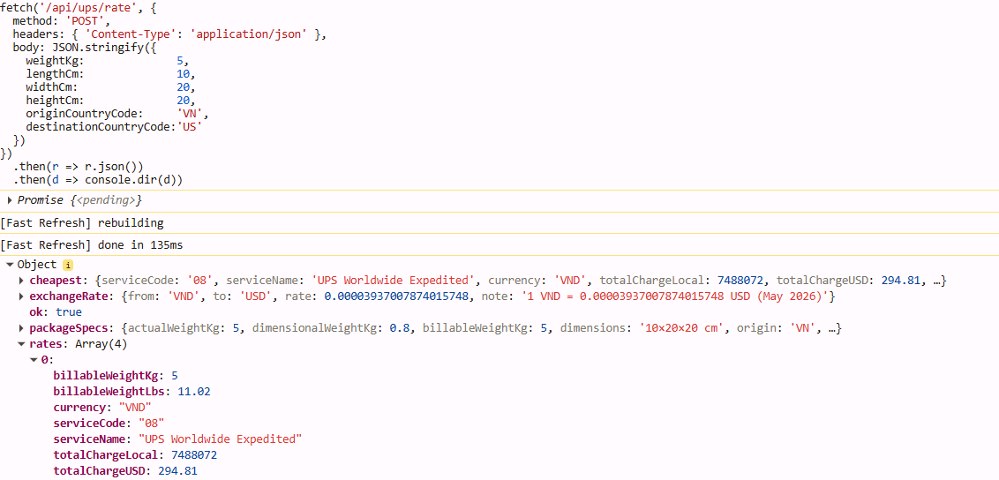 fetch('/api/ups/rate', {
  method: 'POST',
  headers: { 'Content-Type': 'application/json' },
  body: JSON.stringify({
    weightKg:              5,
    lengthCm:              10,
    widthCm:               20,
    heightCm:              20,
    originCountryCode:     'VN',
    destinationCountryCode:'US'
  })
})
  .then(r => r.json())
  .then(d => console.dir(d))
Promise {<pending>}
[Fast Refresh] rebuilding
[Fast Refresh] done in 135ms
Object i
cheapest: {serviceCode: '08', serviceName: 'UPS Worldwide Expedited', currency: 'VND', totalChargeLocal: 7488072, totalChargeUSD: 294.81, …}
exchangeRate: {from: 'VND', to: 'USD', rate: 0.00003937007874015748, note: '1 VND = 0.00003937007874015748 USD (May 2026)'}
ok: true
packageSpecs: {actualWeightKg: 5, dimensionalWeightKg: 0.8, billableWeightKg: 5, dimensions: '10×20×20 cm', origin: 'VN', …}
rates: Array(4)
0:
billableWeightKg: 5
billableWeightLbs: 11.02
currency: "VND"
serviceCode: "08"
serviceName: "UPS Worldwide Expedited"
totalChargeLocal: 7488072
totalChargeUSD: 294.81